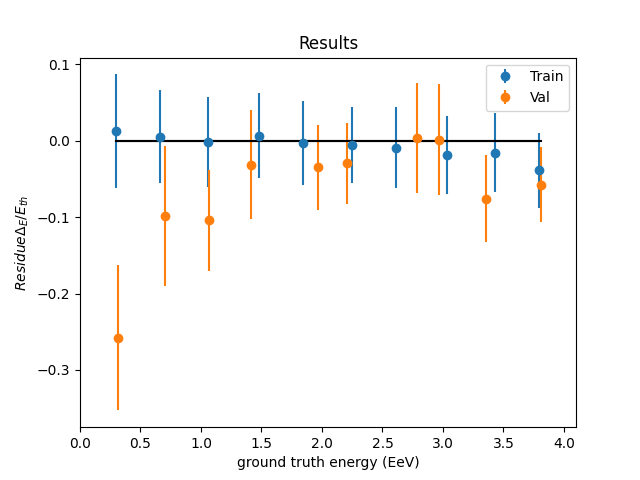 Results
Train
Val
0.1
0.0
−0.1
−0.2
−0.3
Residue Δ_E/E_th
0.0 0.5 1.0 1.5 2.0 2.5 3.0 3.5 4.0
ground truth energy (EeV)